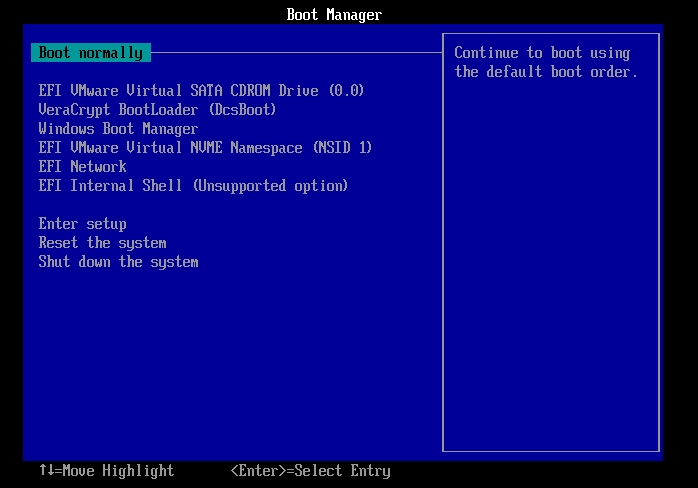 Boot Manager
Boot normally
Continue to boot using
the default boot order.
EFI VMware Virtual SATA CDROM Drive (0.0)
VeraCrypt BootLoader (DcsBoot)
Windows Boot Manager
EFI VMware Virtual NVME Namespace (NSID 1)
EFI Network
EFI Internal Shell (Unsupported option)
Enter setup
Reset the system
Shut down the system
↑↓=Move Highlight <Enter>=Select Entry